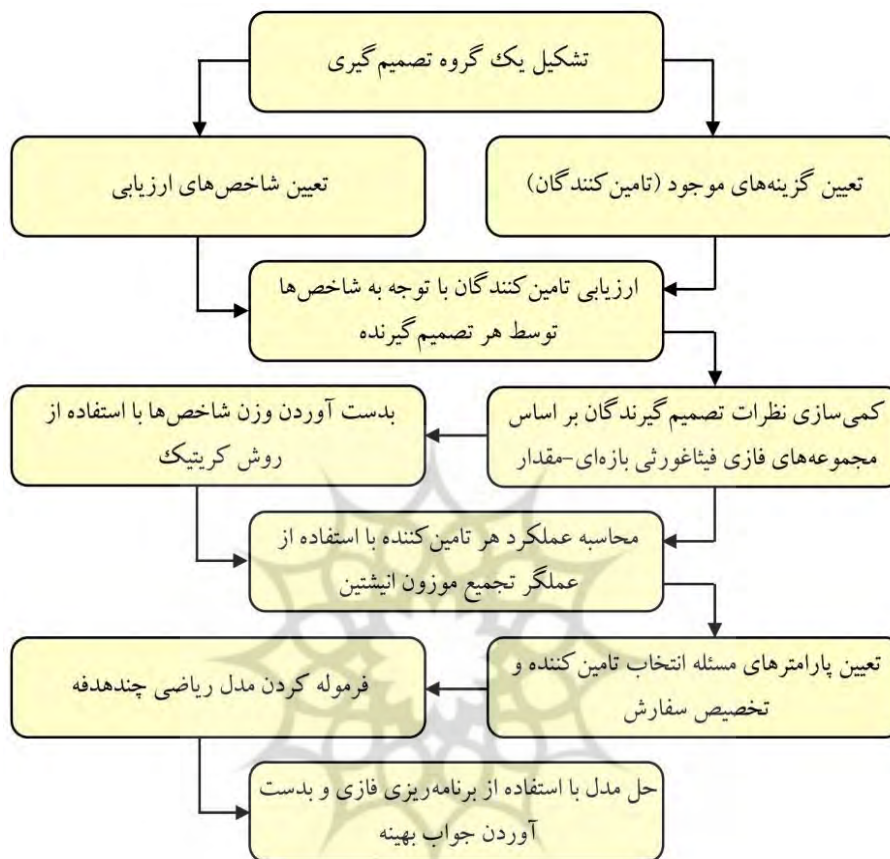 تشکیل یک گروه تصمیم‌گیری
تعیین گزینه‌های موجود (تامین‌کنندگان)
تعیین شاخص‌های ارزیابی
ارزیابی تامین‌کنندگان با توجه به شاخص‌ها
توسط هر تصمیم‌گیرنده
کمی‌سازی نظرات تصمیم‌گیرندگان بر اساس
مجموعه‌های فازی فیثاغورثی بازه‌ای-مقدار
بدست آوردن وزن شاخص‌ها با استفاده از
روش کریتیک
محاسبه عملکرد هر تامین‌کننده با استفاده از
عملگر تجمیع موزون انیشتین
تعیین پارامترهای مسئله انتخاب تامین‌کننده و
تخصیص سفارش
فرموله کردن مدل ریاضی چندهدفه
حل مدل با استفاده از برنامه‌ریزی فازی و بدست
آوردن جواب بهینه